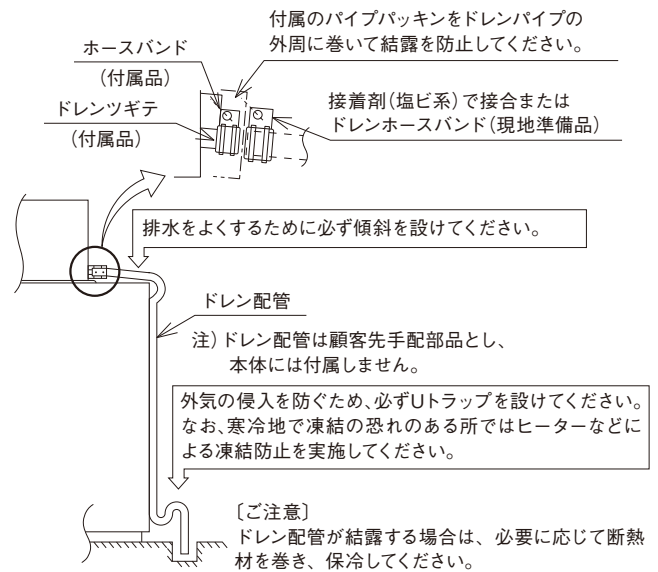 付属のパイプパッキンをドレンパイプの
外周に巻いて結露を防止してください。
ホースバンド
(付属品)
ドレンツギテ
(付属品)
接着剤(塩ビ系)で接合または
ドレンホースバンド(現地準備品)
排水をよくするために必ず傾斜を設けてください。
ドレン配管
注)ドレン配管は顧客先手配部品とし、
本体には付属しません。
外気の侵入を防ぐため、必ずUトラップを設けてください。
なお、寒冷地で凍結の恐れのある所ではヒーターなどに
よる凍結防止を実施してください。
〔ご注意〕
ドレン配管が結露する場合は、必要に応じて断熱
材を巻き、保冷してください。